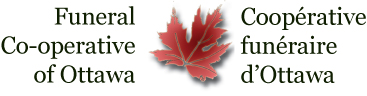 Funeral
Co-operative
of Ottawa
Coopérative
funéraire
d'Ottawa